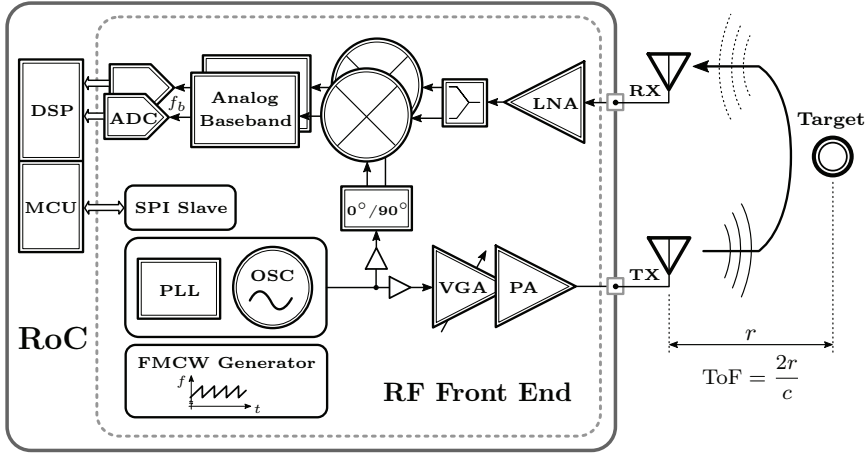 RX
Target
DSP
ADC
f_b
Analog
Baseband
LNA
MCU
SPI Slave
0°/90°
PLL
OSC
VGA
PA
TX
RoC
FMCW Generator
f
t
RF Front End
r
ToF = 2r/c